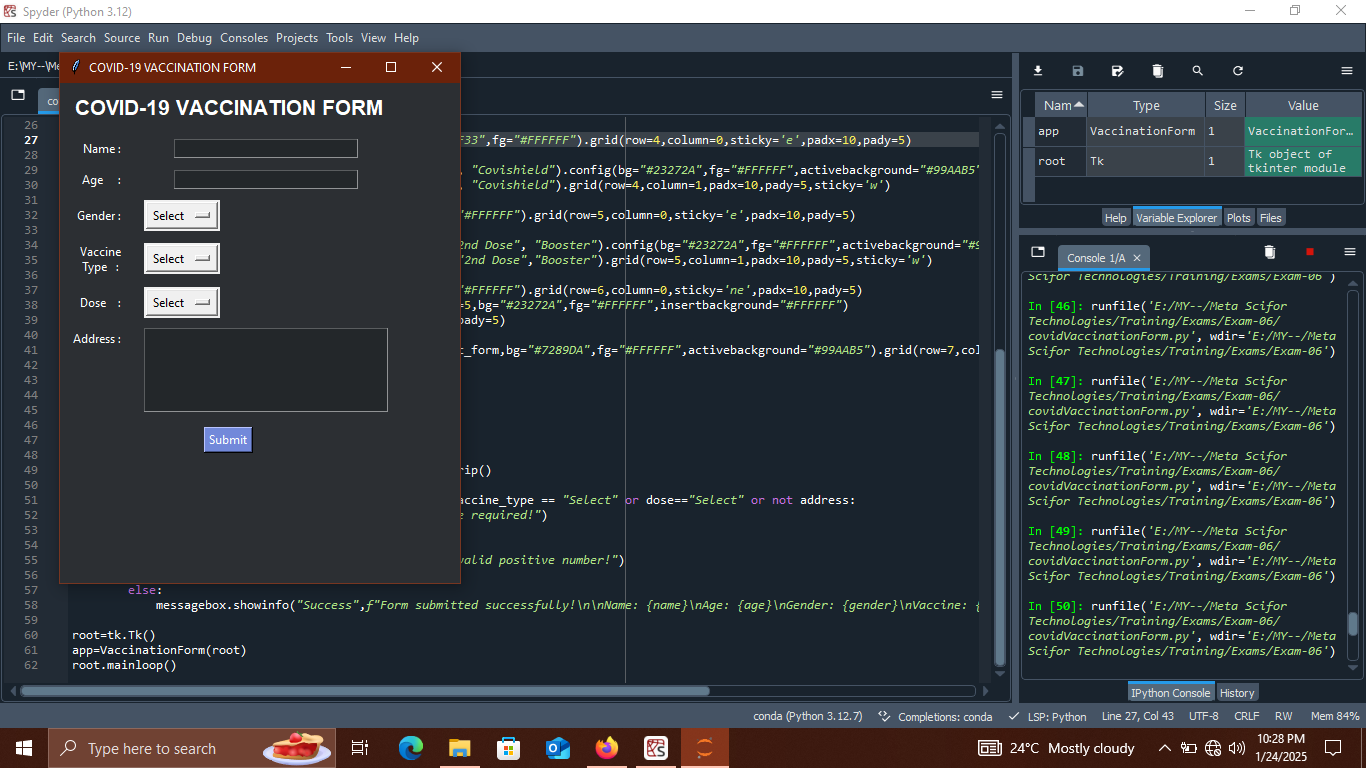 Spyder (Python 3.12)
File Edit Search Source Run Debug Consoles Projects Tools View Help
E:\MY--\Me
COVID-19 VACCINATION FORM
COVID-19 VACCINATION FORM
Name :
Age :
Gender : Select
Vaccine
Type : Select
Dose : Select
Address :
Submit
co
26
27 F33",fg="#FFFFFF").grid(row=4,column=0,sticky='e',padx=10,pady=5)
28
29 , "Covishield").config(bg="#23272A",fg="#FFFFFF",activebackground="#99AAB5"
30 , "Covishield").grid(row=4,column=1,padx=10,pady=5,sticky='w')
31
32 "#FFFFFF").grid(row=5,column=0,sticky='e',padx=10,pady=5)
33
34 2nd Dose", "Booster").config(bg="#23272A",fg="#FFFFFF",activebackground="#9
35 "2nd Dose","Booster").grid(row=5,column=1,padx=10,pady=5,sticky='w')
36
37 "#FFFFFF").grid(row=6,column=0,sticky='ne',padx=10,pady=5)
38 =5,bg="#23272A",fg="#FFFFFF",insertbackground="#FFFFFF")
39 pady=5)
40
41 t_form,bg="#7289DA",fg="#FFFFFF",activebackground="#99AAB5").grid(row=7,col
42
43
44
45
46
47
48
49 rip()
50
51 accine_type == "Select" or dose=="Select" or not address:
52 e required!")
53
54
55 valid positive number!")
56
57 else:
58 messagebox.showinfo("Success",f"Form submitted successfully!\n\nName: {name}\nAge: {age}\nGender: {gender}\nVaccine: {
59
60 root=tk.Tk()
61 app=VaccinationForm(root)
62 root.mainloop()
Nam Type Size Value
app VaccinationForm 1 VaccinationFor…
root Tk 1 Tk object of
tkinter module
Help Variable Explorer Plots Files
Console 1/A
Scifor Technologies/Training/Exams/Exam-06')
In [46]: runfile('E:/MY--/Meta Scifor
Technologies/Training/Exams/Exam-06/
covidVaccinationForm.py', wdir='E:/MY--/Meta
Scifor Technologies/Training/Exams/Exam-06')
In [47]: runfile('E:/MY--/Meta Scifor
Technologies/Training/Exams/Exam-06/
covidVaccinationForm.py', wdir='E:/MY--/Meta
Scifor Technologies/Training/Exams/Exam-06')
In [48]: runfile('E:/MY--/Meta Scifor
Technologies/Training/Exams/Exam-06/
covidVaccinationForm.py', wdir='E:/MY--/Meta
Scifor Technologies/Training/Exams/Exam-06')
In [49]: runfile('E:/MY--/Meta Scifor
Technologies/Training/Exams/Exam-06/
covidVaccinationForm.py', wdir='E:/MY--/Meta
Scifor Technologies/Training/Exams/Exam-06')
In [50]: runfile('E:/MY--/Meta Scifor
Technologies/Training/Exams/Exam-06/
covidVaccinationForm.py', wdir='E:/MY--/Meta
Scifor Technologies/Training/Exams/Exam-06')
IPython Console History
conda (Python 3.12.7) Completions: conda LSP: Python Line 27, Col 43 UTF-8 CRLF RW Mem 84%
Type here to search
24°C Mostly cloudy
10:28 PM
1/24/2025